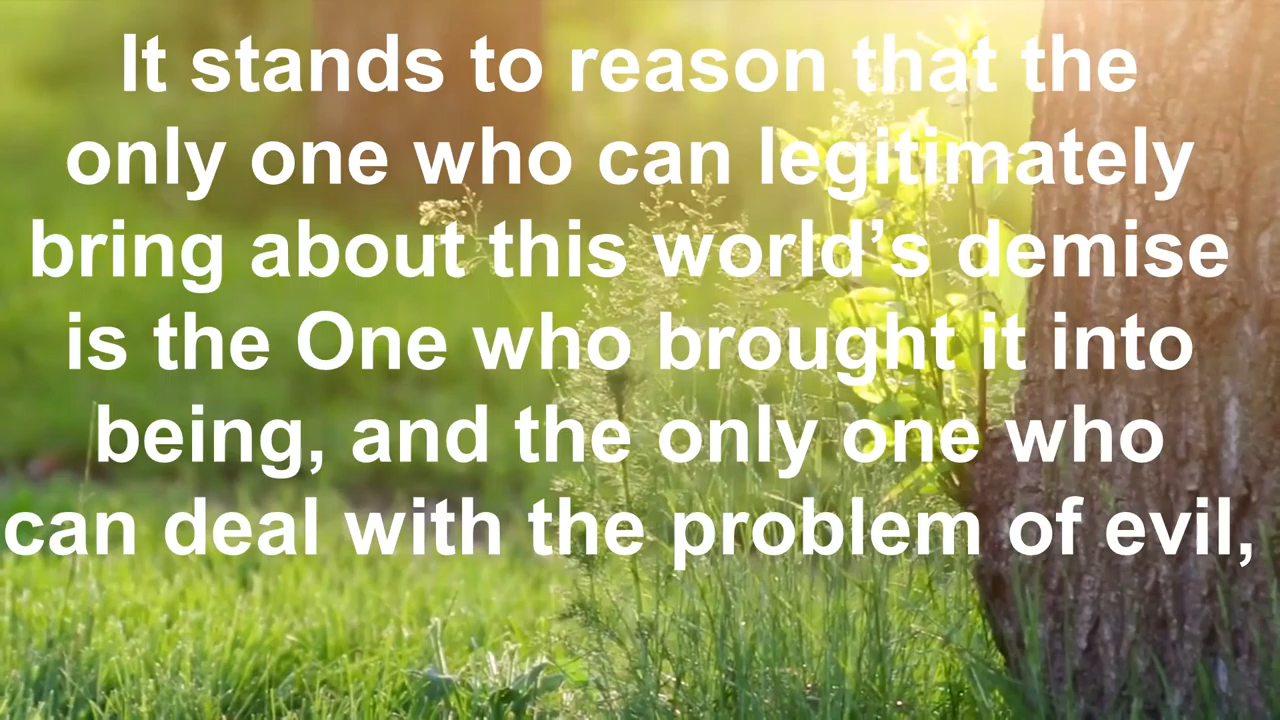 It stands to reason that the
only one who can legitimately
bring about this world’s demise
is the One who brought it into
being, and the only one who
can deal with the problem of evil,